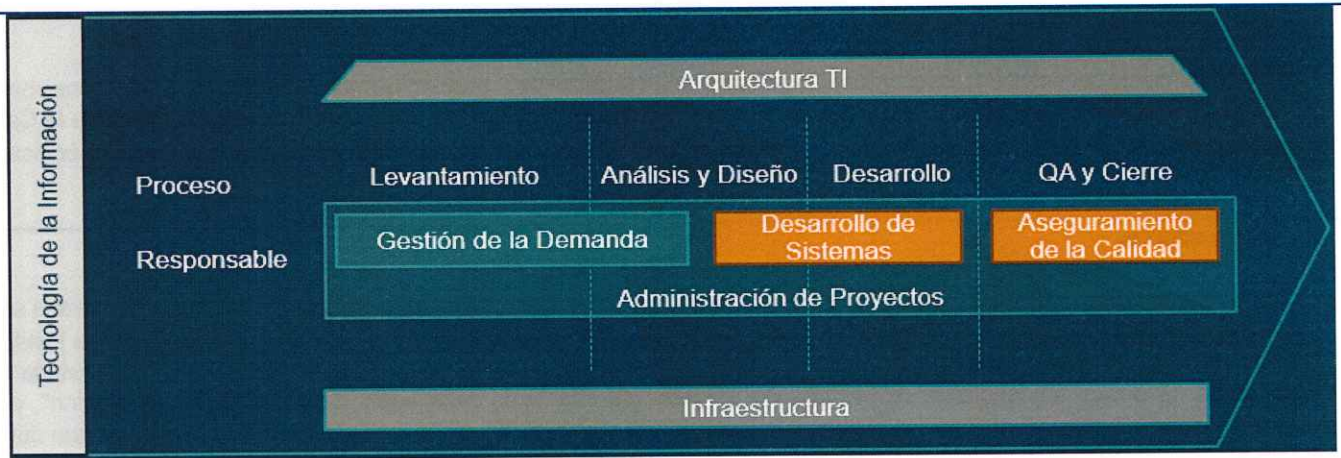 Tecnología de la Información
Arquitectura TI
Proceso
Levantamiento
Análisis y Diseño
Desarrollo
QA y Cierre
Responsable
Gestión de la Demanda
Desarrollo de
Sistemas
Aseguramiento
de la Calidad
Administración de Proyectos
Infraestructura